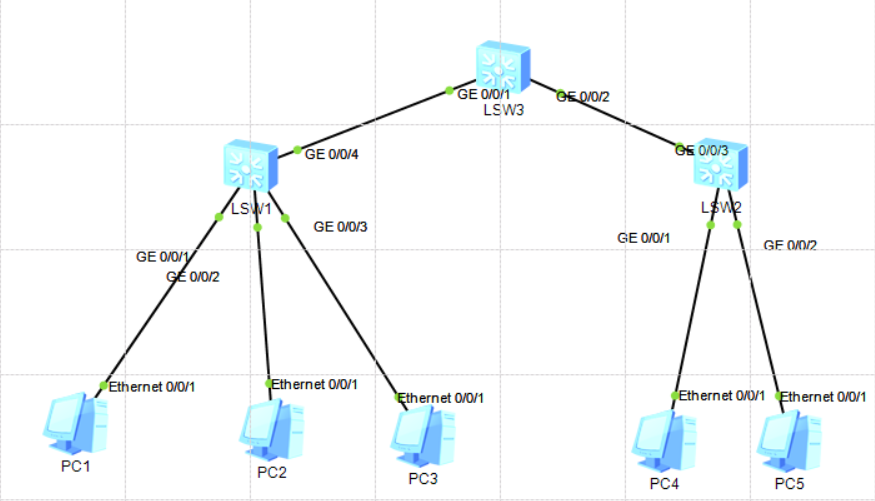 GE 0/0/1
GE 0/0/2
LSW3
GE 0/0/4
GE 0/0/3
LSW1
LSW2
GE 0/0/3
GE 0/0/1
GE 0/0/2
GE 0/0/1
GE 0/0/2
Ethernet 0/0/1
Ethernet 0/0/1
Ethernet 0/0/1
Ethernet 0/0/1
Ethernet 0/0/1
PC1
PC2
PC3
PC4
PC5